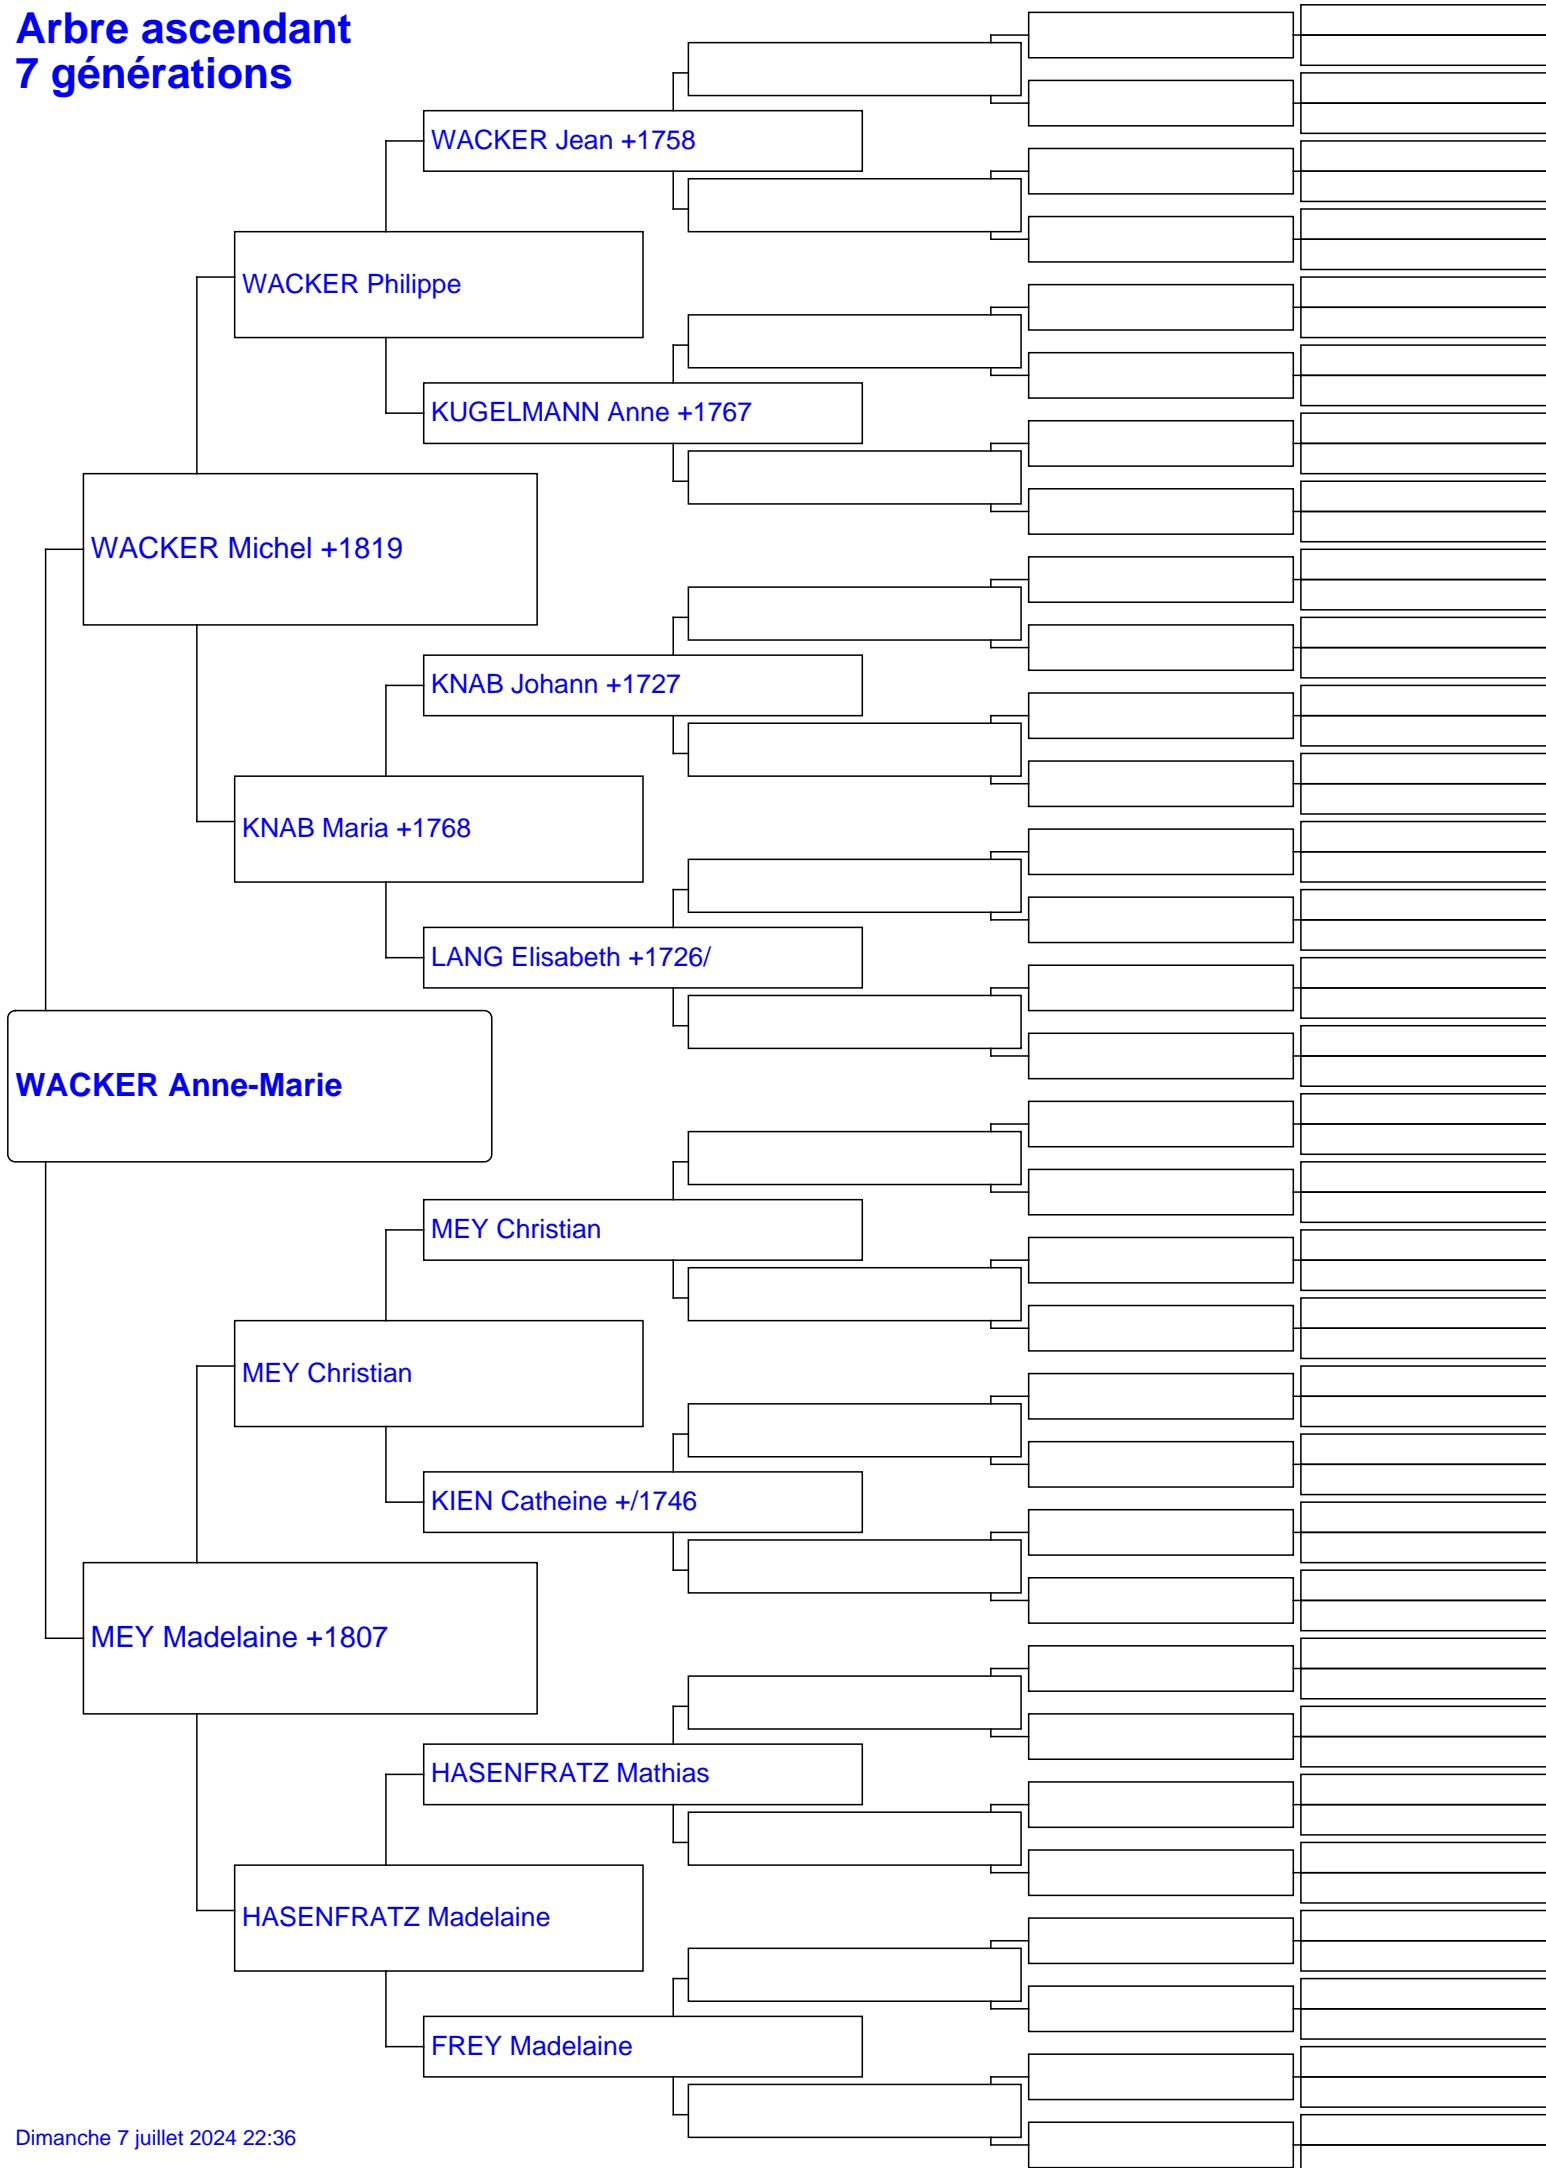 Arbre ascendant
7 générations
WACKER Jean +1758
WACKER Philippe
KUGELMANN Anne +1767
WACKER Michel +1819
KNAB Johann +1727
KNAB Maria +1768
LANG Elisabeth +1726/
WACKER Anne-Marie
MEY Christian
MEY Christian
KIEN Catheine +/1746
MEY Madelaine +1807
HASENFRATZ Mathias
HASENFRATZ Madelaine
FREY Madelaine
Dimanche 7 juillet 2024 22:36